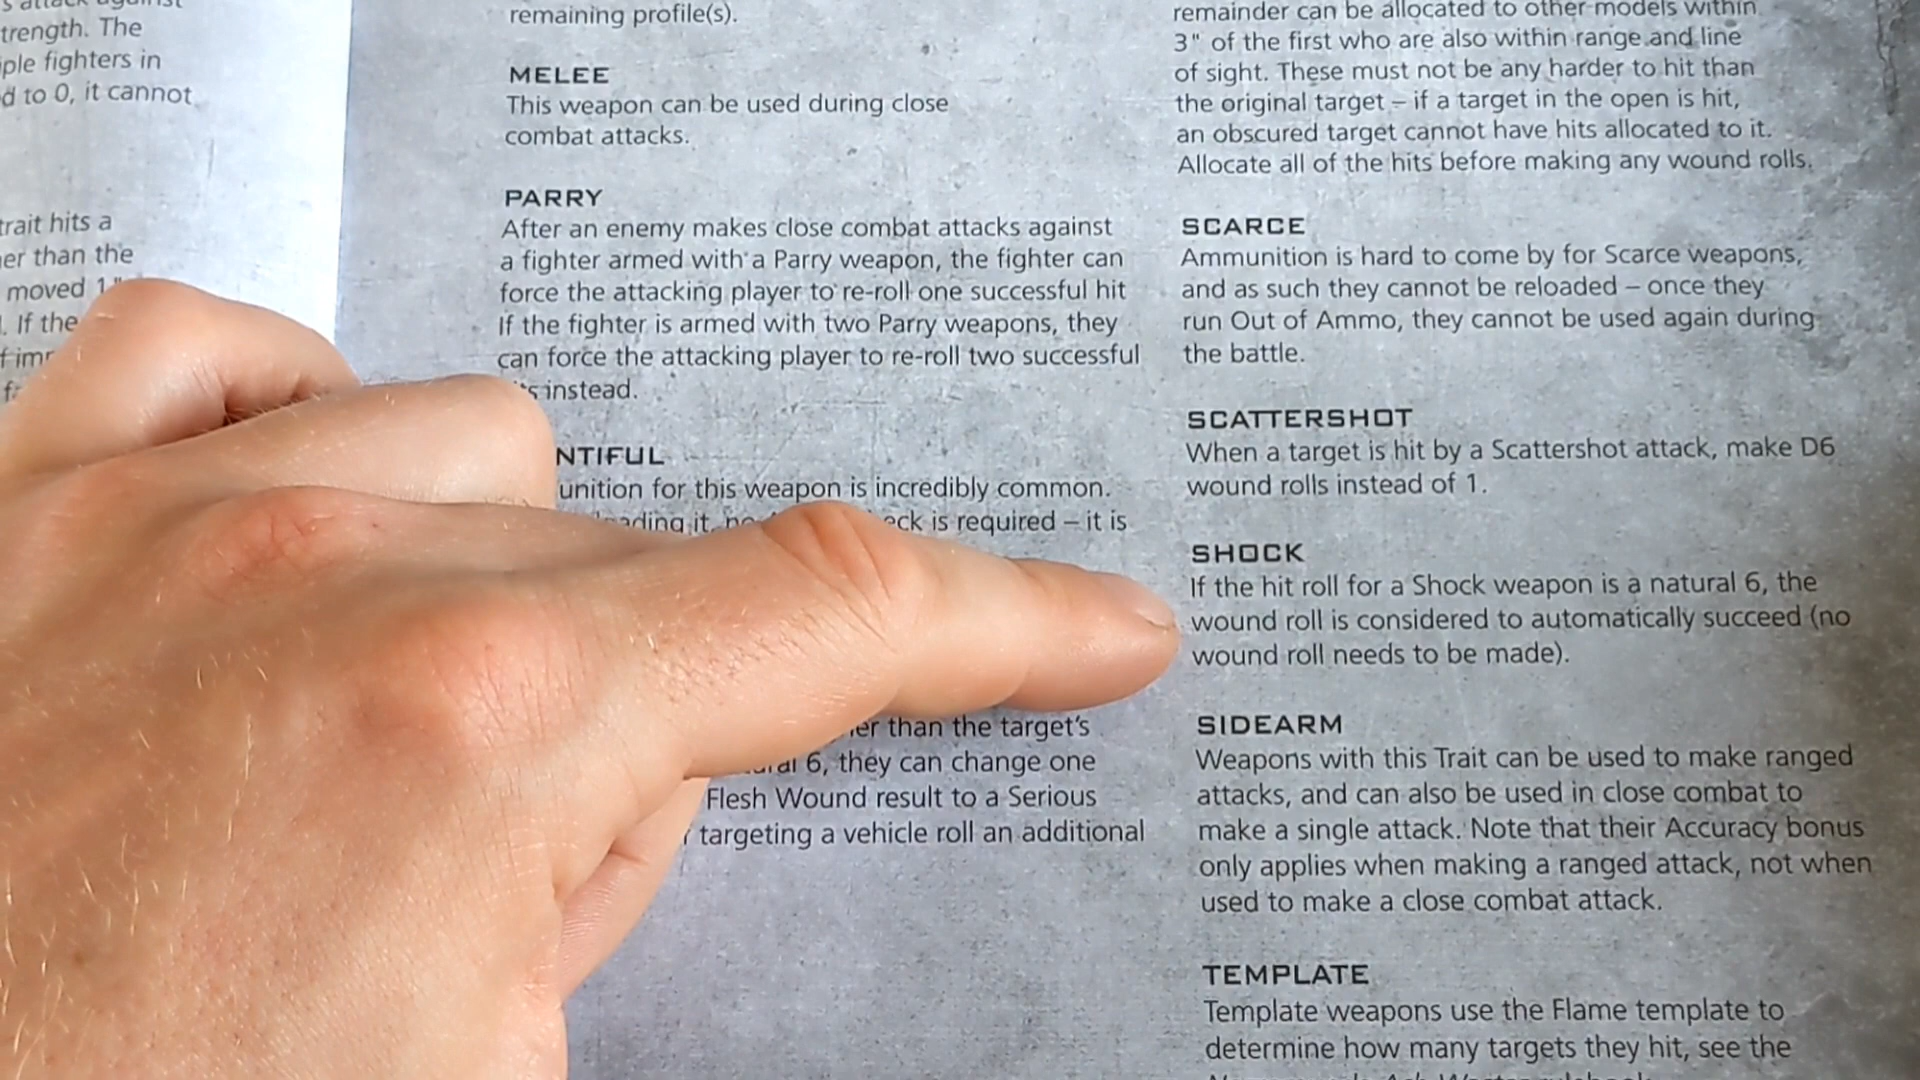 trength. The
ple fighters in
d to 0, it cannot
trait hits a
er than the
moved 1"
. If the
remaining profile(s).
MELEE
This weapon can be used during close
combat attacks.
PARRY
After an enemy makes close combat attacks against
a fighter armed with a Parry weapon, the fighter can
force the attacking player to re-roll one successful hit
If the fighter is armed with two Parry weapons, they
can force the attacking player to re-roll two successful
instead.
NTIFUL
unition for this weapon is incredibly common.
ading it, eck is required – it is
er than the target's
6, they can change one
Flesh Wound result to a Serious
targeting a vehicle roll an additional
remainder can be allocated to other models within
3" of the first who are also within range and line
of sight. These must not be any harder to hit than
the original target – if a target in the open is hit,
an obscured target cannot have hits allocated to it.
Allocate all of the hits before making any wound rolls.
SCARCE
Ammunition is hard to come by for Scarce weapons,
and as such they cannot be reloaded – once they
run Out of Ammo, they cannot be used again during
the battle.
SCATTERSHOT
When a target is hit by a Scattershot attack, make D6
wound rolls instead of 1.
SHOCK
If the hit roll for a Shock weapon is a natural 6, the
wound roll is considered to automatically succeed (no
wound roll needs to be made).
SIDEARM
Weapons with this Trait can be used to make ranged
attacks, and can also be used in close combat to
make a single attack. Note that their Accuracy bonus
only applies when making a ranged attack, not when
used to make a close combat attack.
TEMPLATE
Template weapons use the Flame template to
determine how many targets they hit, see the